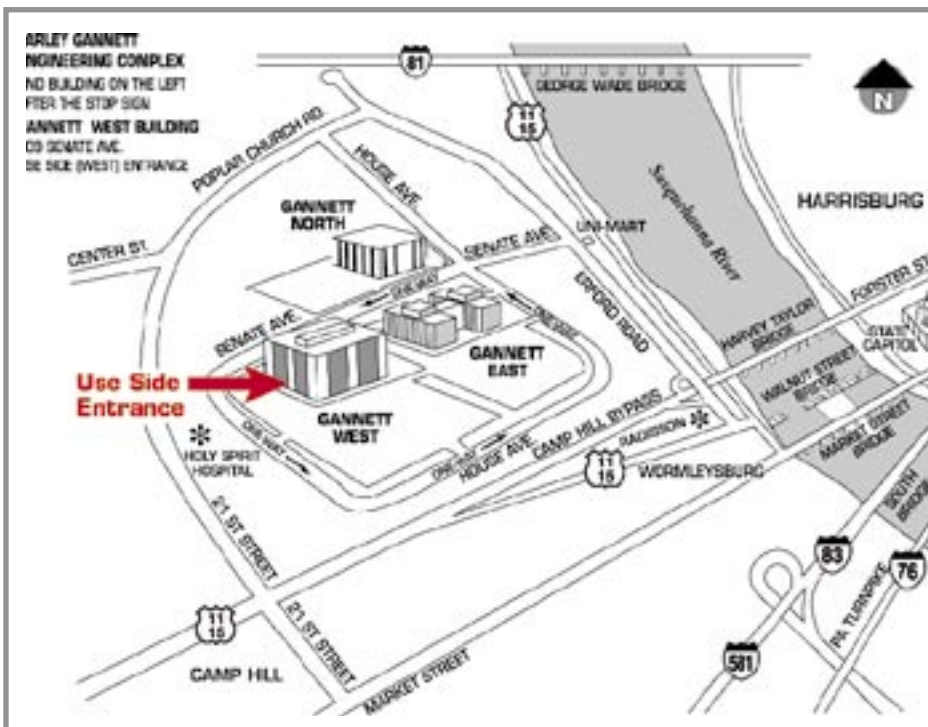 ARLEY GANNETT
NGINEERING COMPLEX
ND BUILDING ON THE LEFT
FTER THE STOP SIGN
ANNETT WEST BUILDING
09 SENATE AVE.
SE SIDE (WEST) ENTRANCE
81
GEORGE WADE BRIDGE
11
15
N
POPLAR CHURCH RD.
HOUSE AVE
Susquehanna River
HARRISBURG
GANNETT
NORTH
SENATE AVE.
UNI-MART
CENTER ST.
ONE WAY
ERFORD ROAD
FORSTER ST
SENATE AVE.
ONE WAY
HARVEY TAYLOR
BRIDGE
STATE
CAPITOL
GANNETT
EAST
WALNUT STREET
BRIDGE
Use Side
Entrance
GANNETT
WEST
CAMP HILL BYPASS
RADISSON
MARKET STREET
BRIDGE
ONE WAY
HOLY SPIRIT
HOSPITAL
ONE WAY
HOUSE AVE
11
15
WORMLEYSBURG
SOUTH
BRIDGE
21 ST STREET
83
76
PA TURNPIKE
21 ST STREET
11
15
581
CAMP HILL
MARKET STREET